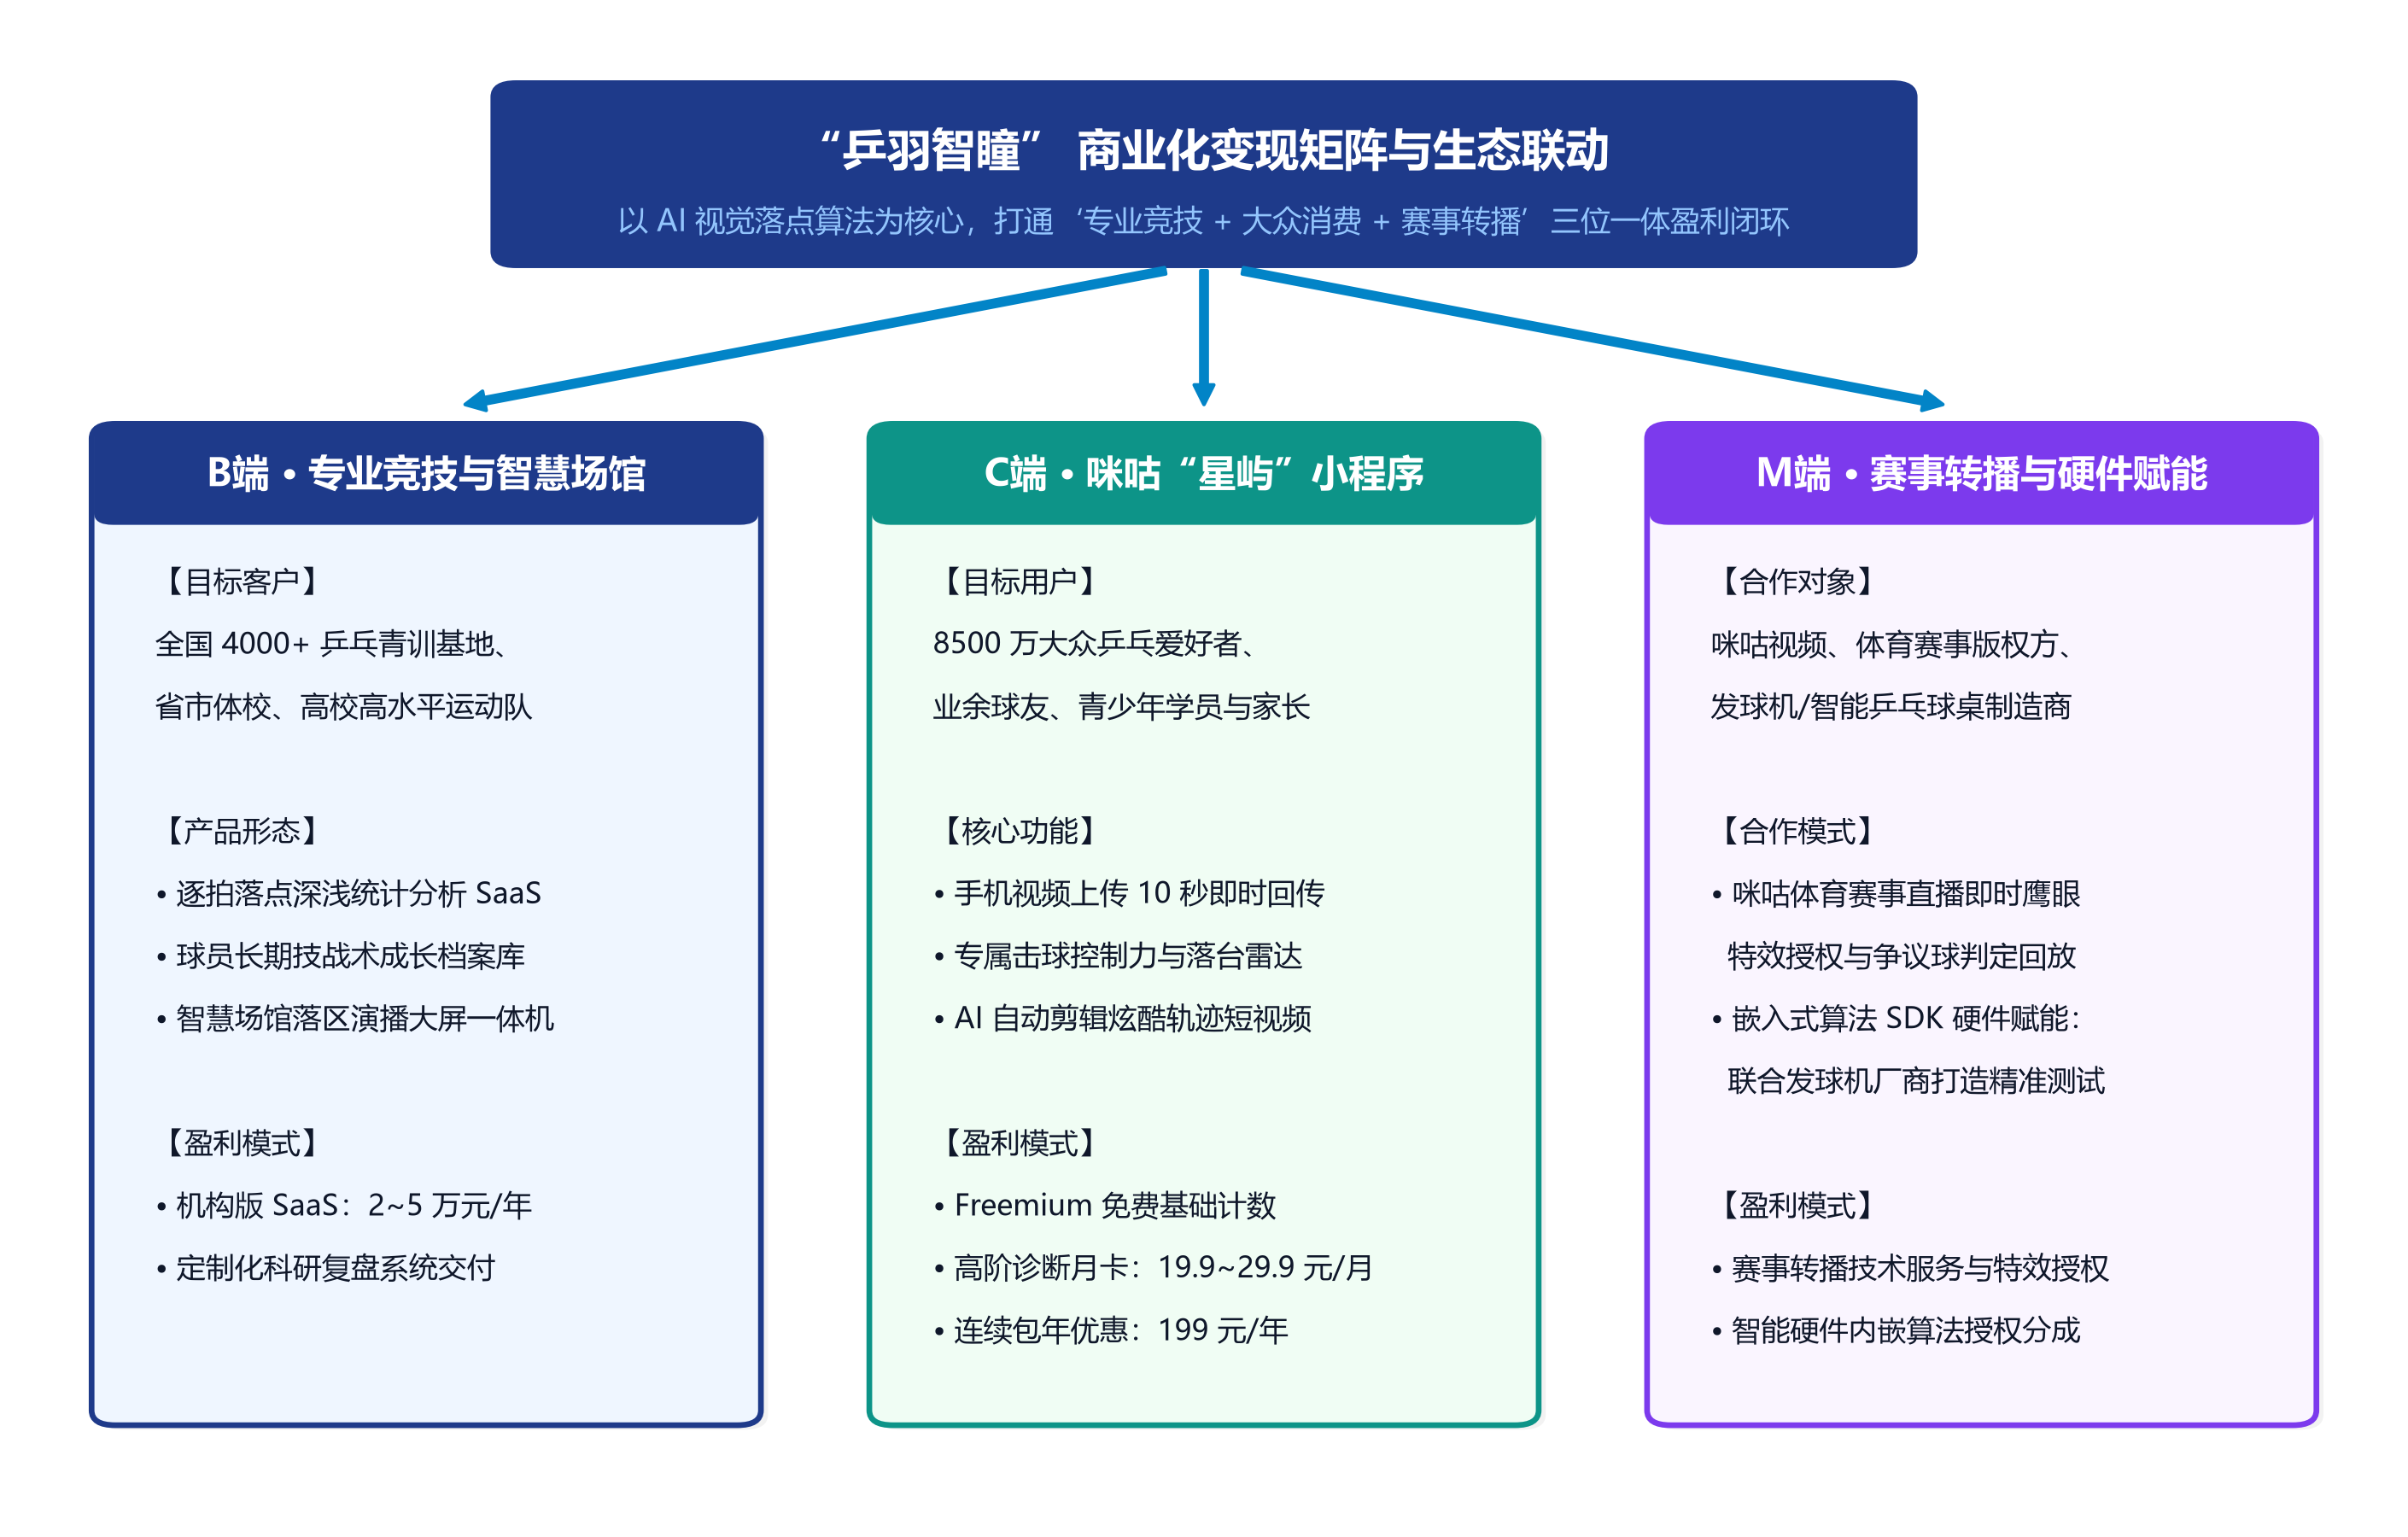 “乒羽智瞳” 商业化变现矩阵与生态联动
以 AI 视觉落点算法为核心，打通‘专业竞技 + 大众消费 + 赛事转播’ 三位一体盈利闭环
B端 · 专业竞技与智慧场馆
【目标客户】
全国 4000+ 乒乓青训基地、
省市体校、高校高水平运动队
【产品形态】
• 逐拍落点深浅统计分析 SaaS
• 球员长期技战术成长档案库
• 智慧场馆落区演播大屏一体机
【盈利模式】
• 机构版 SaaS：2~5 万元/年
• 定制化科研复盘系统交付
C端 · 咪咕“星屿”小程序
【目标用户】
8500 万大众乒乓爱好者、
业余球友、青少年学员与家长
【核心功能】
• 手机视频上传 10 秒即时回传
• 专属击球控制力与落台雷达
• AI 自动剪辑炫酷轨迹短视频
【盈利模式】
• Freemium 免费基础计数
• 高阶诊断月卡：19.9~29.9 元/月
• 连续包年优惠：199 元/年
M端 · 赛事转播与硬件赋能
【合作对象】
咪咕视频、体育赛事版权方、
发球机/智能乒乓球桌制造商
【合作模式】
• 咪咕体育赛事直播即时鹰眼
特效授权与争议球判定回放
• 嵌入式算法 SDK 硬件赋能：
联合发球机厂商打造精准测试
【盈利模式】
• 赛事转播技术服务与特效授权
• 智能硬件内嵌算法授权分成